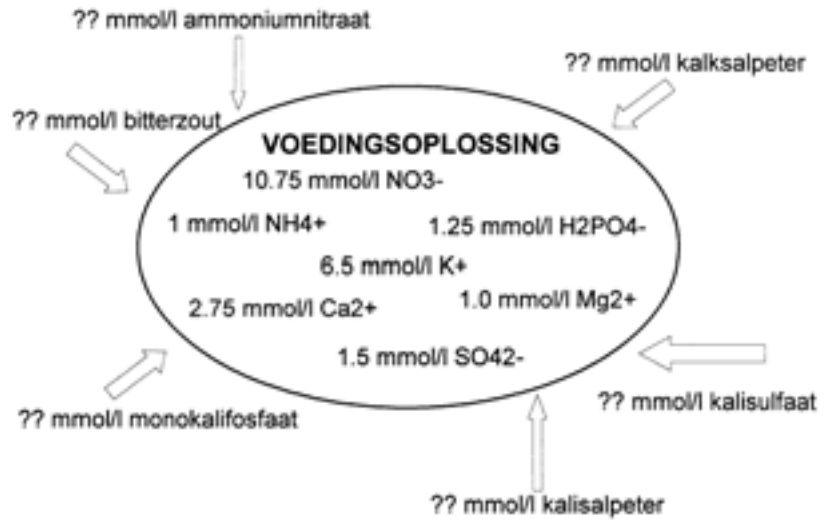 ?? mmol/l ammoniumnitraat
?? mmol/l kalksalpeter
?? mmol/l bitterzout
VOEDINGSOPLOSSING
10.75 mmol/l NO3-
1 mmol/l NH4+
1.25 mmol/l H2PO4-
6.5 mmol/l K+
2.75 mmol/l Ca2+
1.0 mmol/l Mg2+
1.5 mmol/l SO42-
?? mmol/l kalisulfaat
?? mmol/l monokalifosfaat
?? mmol/l kalisalpeter